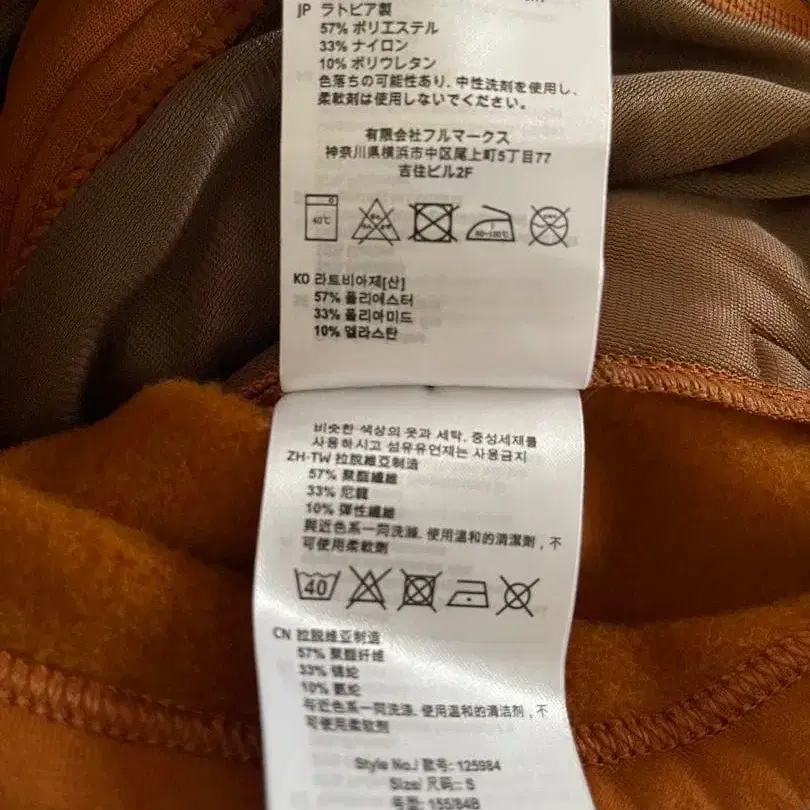 JP ラトビア製
57% ポリエステル
33% ナイロン
10% ポリウレタン
色落ちの可能性あり. 中性洗剤を使用し、
柔軟剤は使用しないでください。
有限会社フルマークス
神奈川県横浜市中区尾上町5丁目77
吉住ビル2F
40℃
40-180℃
KO 라트비아제[산]
57% 폴리에스터
33% 폴리아미드
10% 엘라스탄
비슷한 색상의 옷과 세탁. 중성세제를
사용하시고 섬유유연제는 사용금지
ZH-TW 拉脫維亞制造
57% 聚酯纖維
33% 尼龍
10% 彈性纖維
與近色系一同洗滌. 使用溫和的清潔劑，不
可使用柔軟劑
40
CN 拉脱维亚制造
57% 聚酯纤维
33% 锦纶
10% 氨纶
与近色系一同洗涤. 使用温和的清洁剂，不
可使用柔软剂
Style No./ 款号: 125984
Size/ 尺码: S
号型: 155/84B